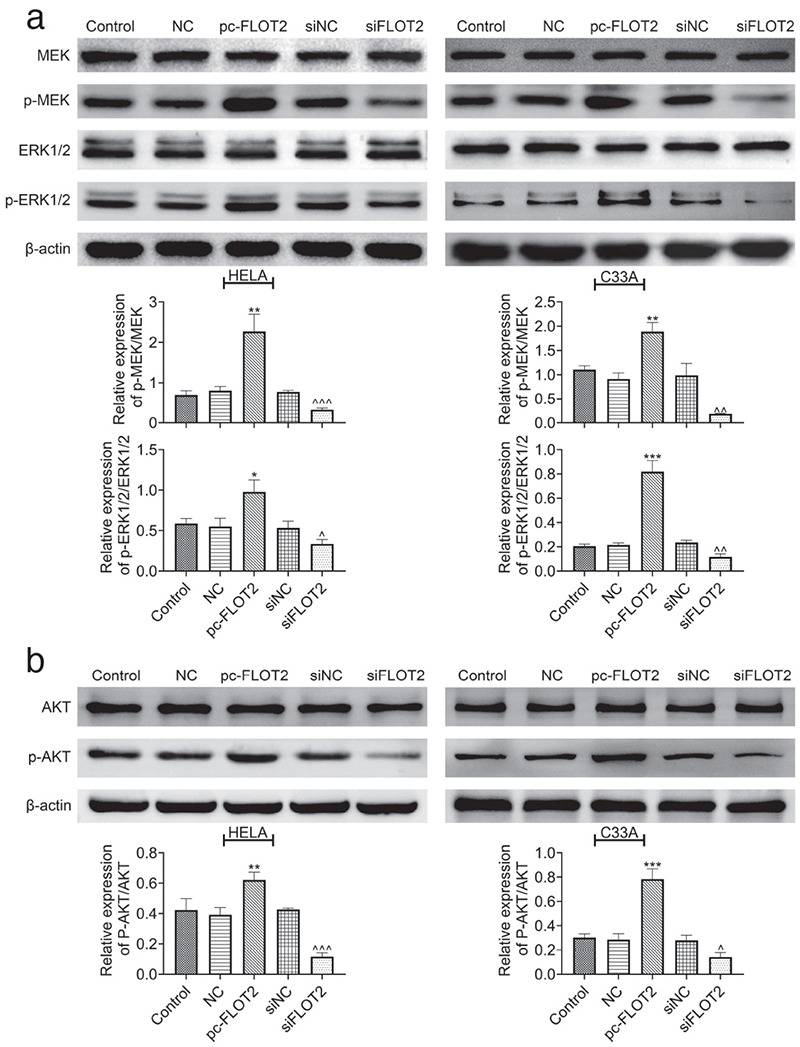 a
Control NC pc-FLOT2 siNC siFLOT2 Control NC pc-FLOT2 siNC siFLOT2
MEK
p-MEK
ERK1/2
p-ERK1/2
β-actin
HELA C33A
Relative expression
of p-MEK/MEK
3
2
1
0
**
^^^
Relative expression
of p-MEK/MEK
2.5
2.0
1.5
1.0
0.5
0.0
**
^^
Relative expression
of p-ERK1/2/ERK1/2
1.5
1.0
0.5
0.0
*
^
Control NC pc-FLOT2 siNC siFLOT2
Relative expression
of p-ERK1/2/ERK1/2
1.0
0.8
0.6
0.4
0.2
0.0
***
^^
Control NC pc-FLOT2 siNC siFLOT2
b
Control NC pc-FLOT2 siNC siFLOT2 Control NC pc-FLOT2 siNC siFLOT2
AKT
p-AKT
β-actin
HELA C33A
Relative expression
of P-AKT/AKT
0.8
0.6
0.4
0.2
0.0
**
^^^
Control NC pc-FLOT2 siNC siFLOT2
Relative expression
of P-AKT/AKT
1.0
0.8
0.6
0.4
0.2
0.0
***
^
Control NC pc-FLOT2 siNC siFLOT2